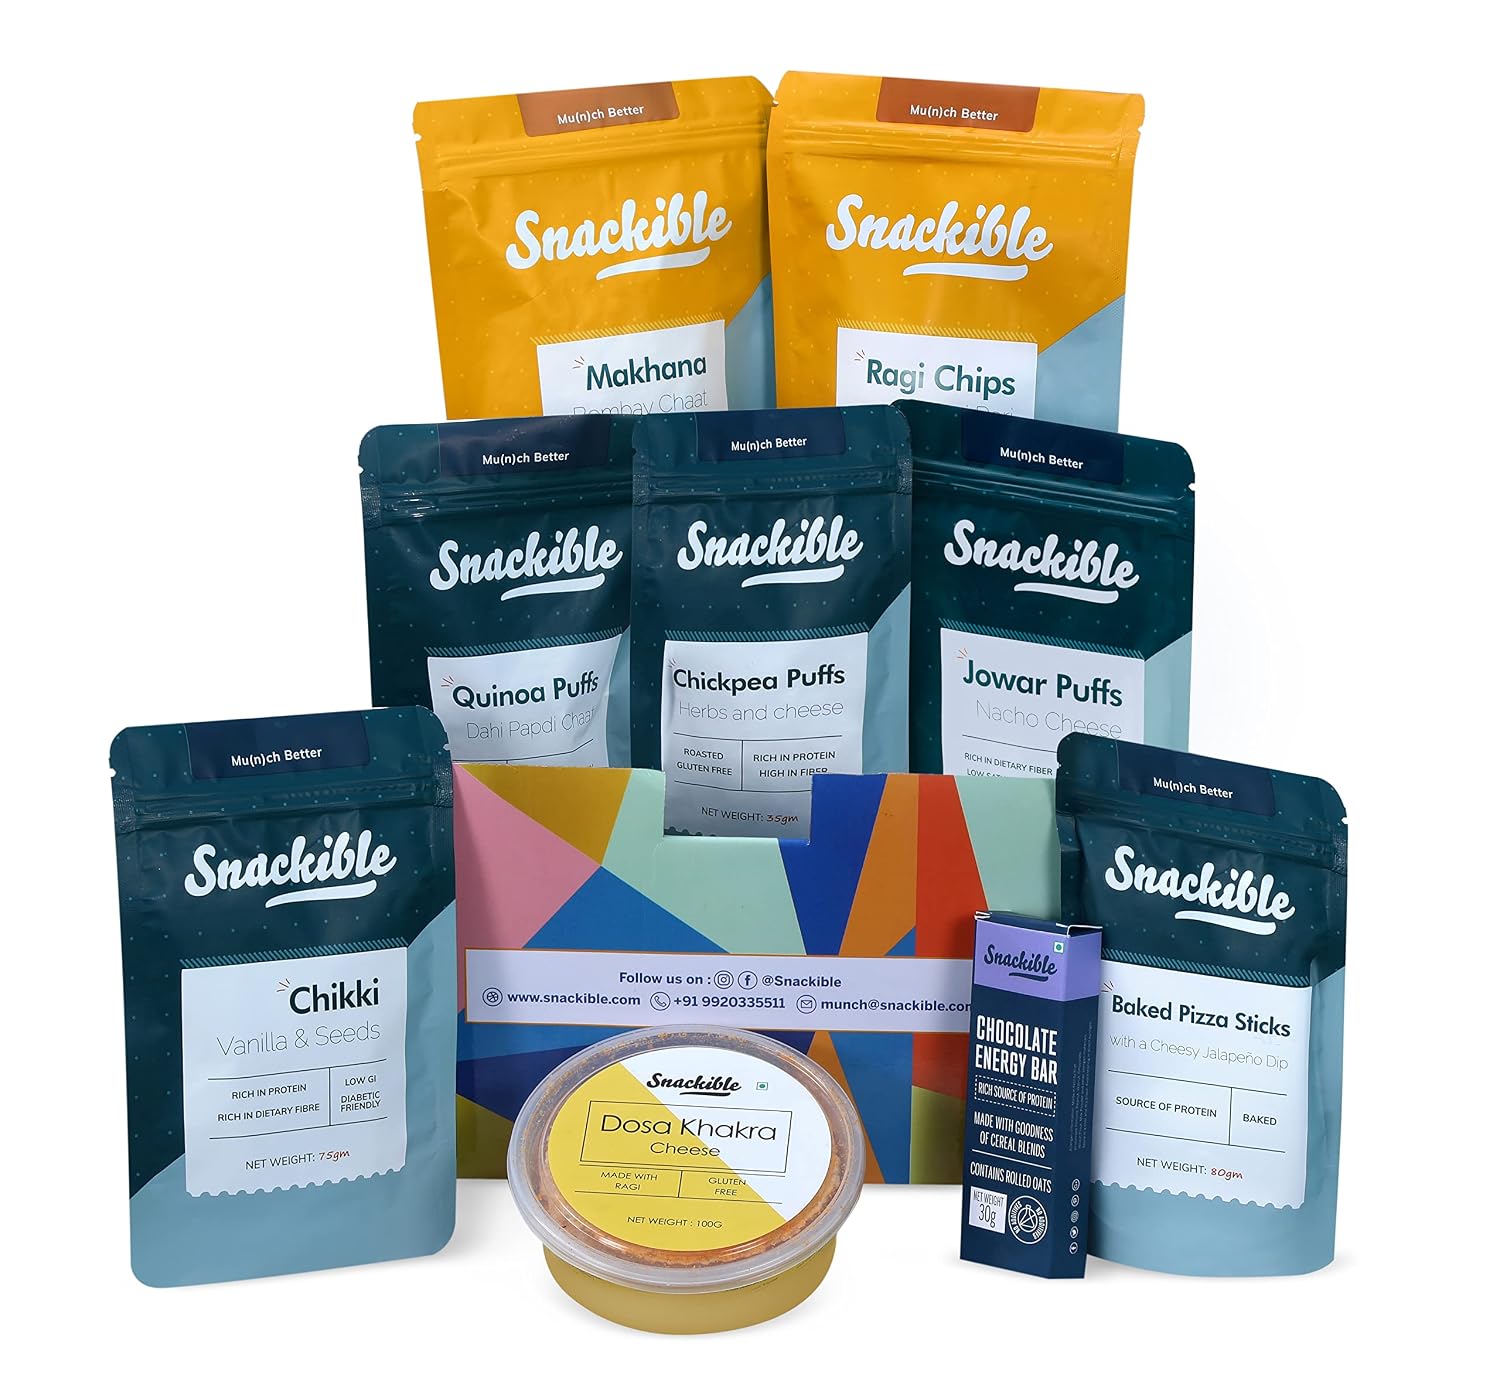 Mu(n)ch Better
Snackible
Makhana
Bombay Chaat
Mu(n)ch Better
Snackible
Ragi Chips
Mu(n)ch Better
Snackible
Quinoa Puffs
Dahi Papdi Chaat
Mu(n)ch Better
Snackible
Chickpea Puffs
Herbs and cheese
ROASTED
GLUTEN FREE
RICH IN PROTEIN
HIGH IN FIBER
NET WEIGHT: 35gm
Mu(n)ch Better
Snackible
Jowar Puffs
Nacho Cheese
RICH IN DIETARY FIBER
Mu(n)ch Better
Snackible
Chikki
Vanilla & Seeds
RICH IN PROTEIN
RICH IN DIETARY FIBRE
LOW GI
DIABETIC
FRIENDLY
NET WEIGHT: 75gm
Follow us on : @Snackible
www.snackible.com +91 9920335511 munch@snackible.com
Snackible
Dosa Khakra
Cheese
MADE WITH
RAGI
GLUTEN
FREE
NET WEIGHT : 100G
Snackible
CHOCOLATE
ENERGY BAR
RICH SOURCE OF PROTEIN
MADE WITH GOODNESS
OF CEREAL BLENDS
CONTAINS ROLLED OATS
NET WEIGHT
30g
NO ADDITIVES
Mu(n)ch Better
Snackible
Baked Pizza Sticks
with a Cheesy Jalapeño Dip
SOURCE OF PROTEIN
BAKED
NET WEIGHT: 80gm